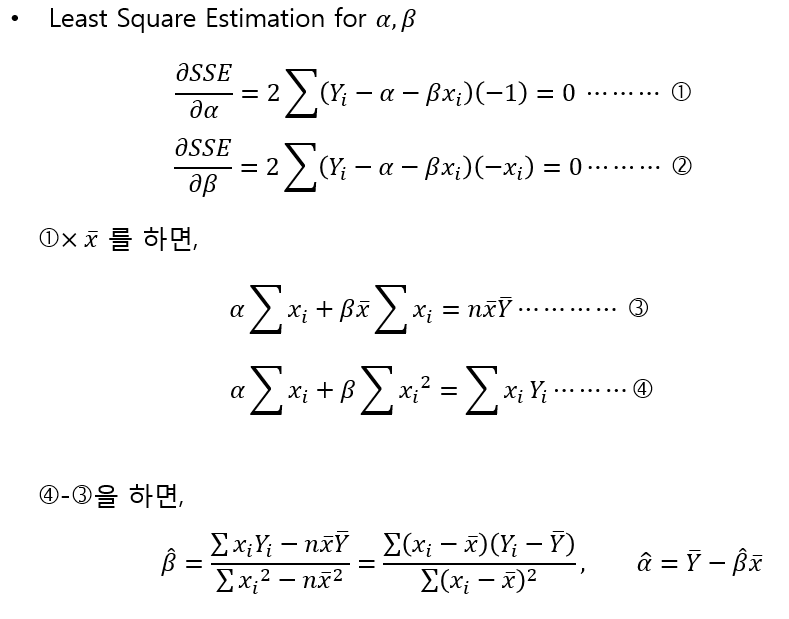 • Least Square Estimation for α, β
∂SSE/∂α = 2∑(Yᵢ − α − βxᵢ)(−1) = 0 ⋯⋯⋯ ①
∂SSE/∂β = 2∑(Yᵢ − α − βxᵢ)(−xᵢ) = 0⋯⋯⋯ ②
①× x̄ 를 하면,
α∑xᵢ + βx̄∑xᵢ = nx̄Ȳ ⋯⋯⋯⋯ ③
α∑xᵢ + β∑xᵢ² = ∑xᵢ Yᵢ ⋯⋯⋯ ④
④-③을 하면,
β̂ = (∑xᵢYᵢ − nx̄Ȳ)/(∑xᵢ² − nx̄²) = ∑(xᵢ − x̄)(Yᵢ − Ȳ)/∑(xᵢ − x̄)², α̂ = Ȳ − β̂x̄